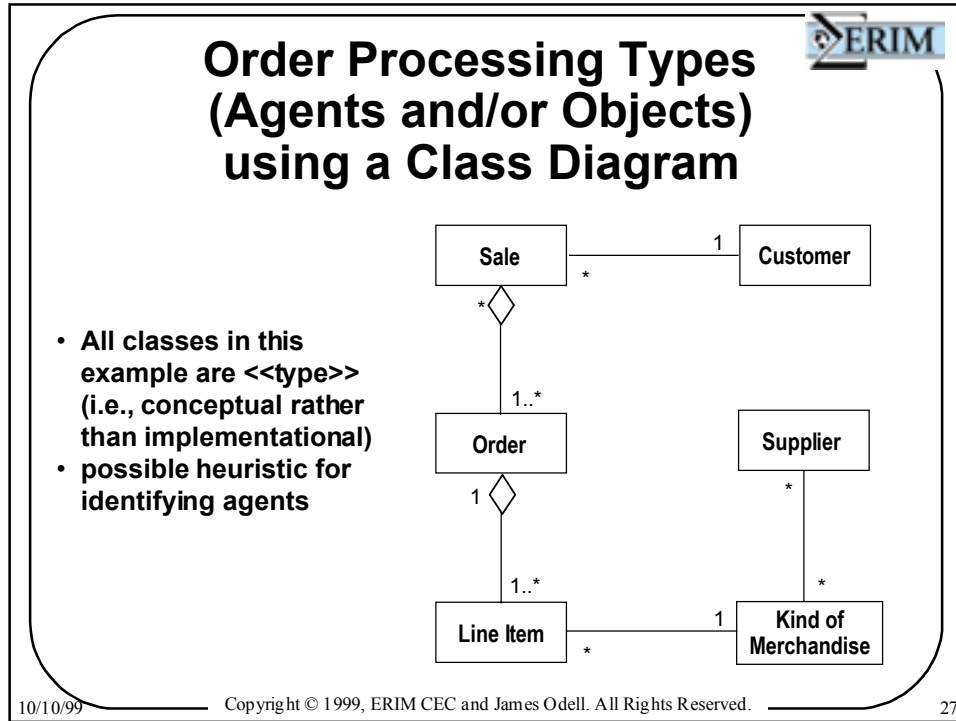 ERIM
Order Processing Types
(Agents and/or Objects)
using a Class Diagram
• All classes in this
example are <<type>>
(i.e., conceptual rather
than implementational)
• possible heuristic for
identifying agents
Sale
*
1
Customer
*
1..*
Order
1
1..*
Line Item
*
1
Kind of
Merchandise
*
*
Supplier
10/10/99
Copyright © 1999, ERIM CEC and James Odell. All Rights Reserved.
27